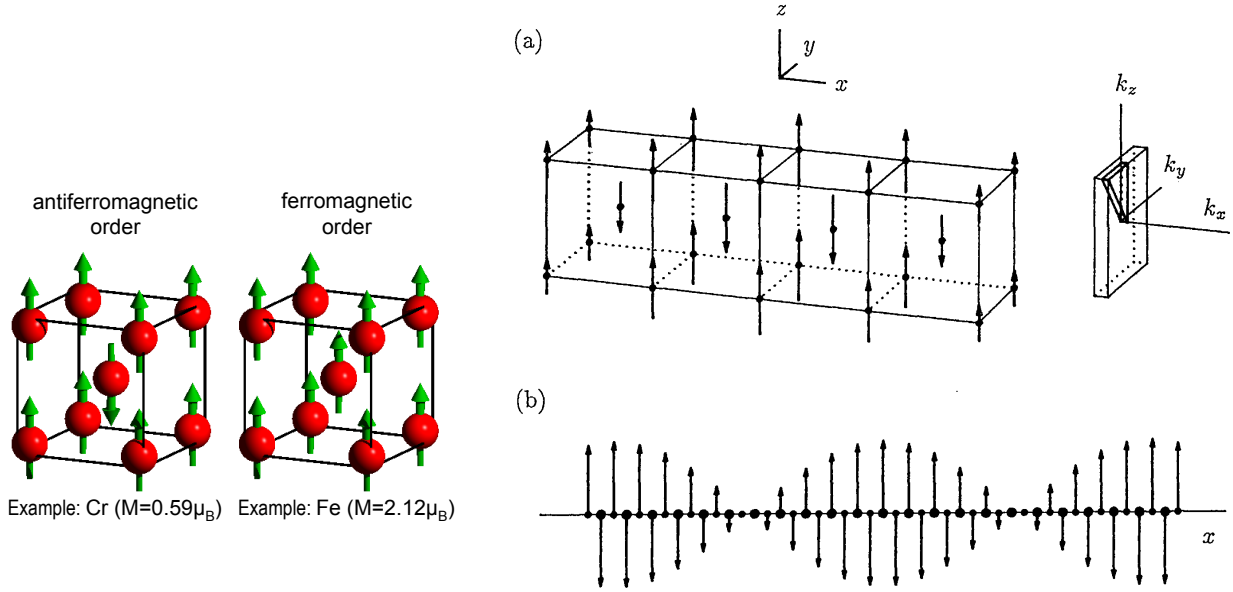 antiferromagnetic
order
ferromagnetic
order
Example: Cr (M=0.59μB)
Example: Fe (M=2.12μB)
(a)
z
y
x
kz
ky
kx
(b)
x